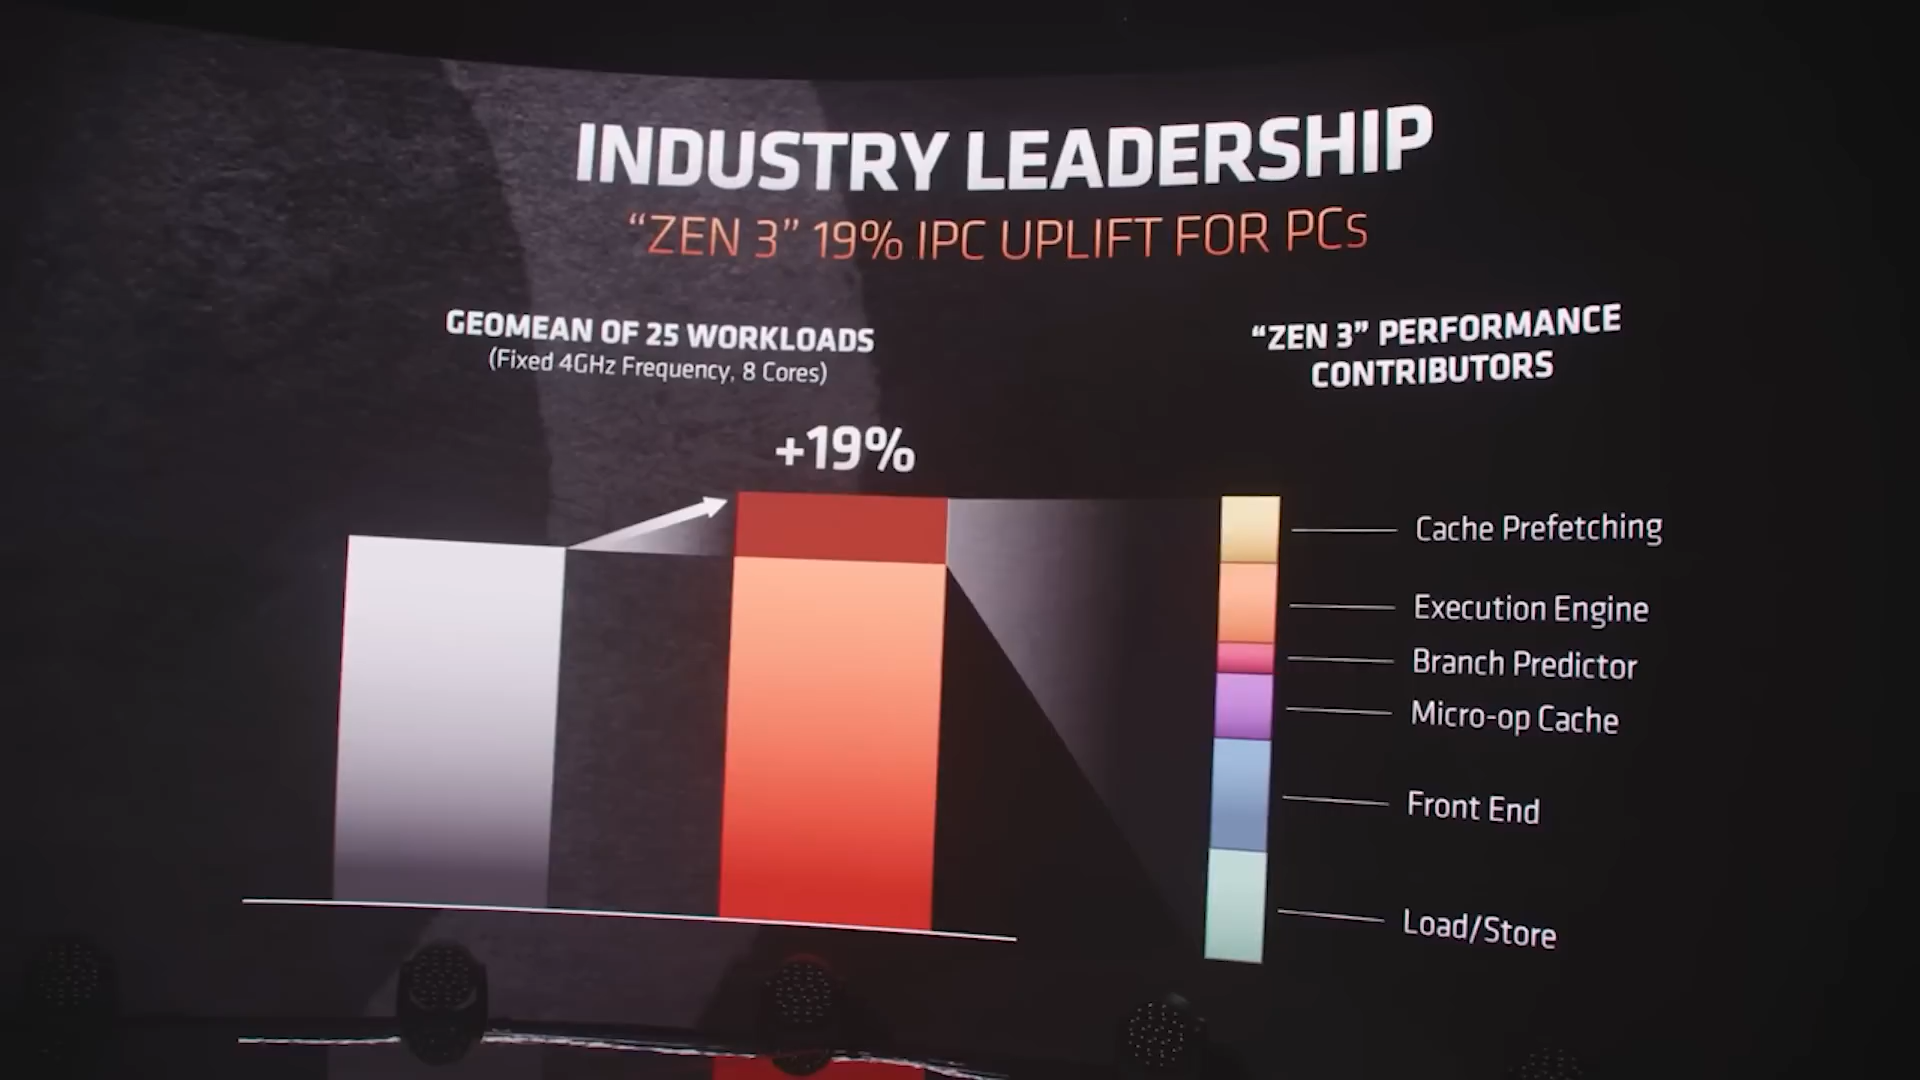 INDUSTRY LEADERSHIP
“ZEN 3” 19% IPC UPLIFT FOR PCs
GEOMEAN OF 25 WORKLOADS
(Fixed 4GHz Frequency, 8 Cores)
+19%
“ZEN 3” PERFORMANCE
CONTRIBUTORS
Cache Prefetching
Execution Engine
Branch Predictor
Micro-op Cache
Front End
Load/Store